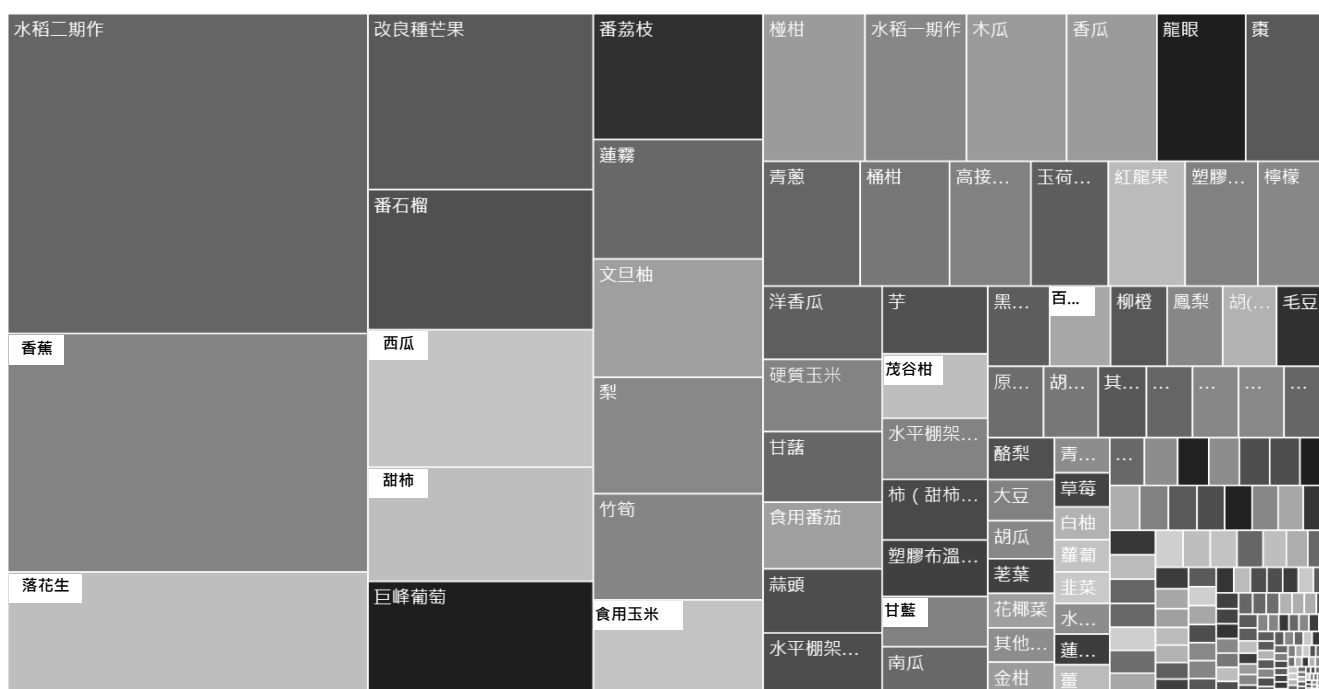 水稻二期作
香蕉
落花生
改良種芒果
番石榴
西瓜
甜柿
巨峰葡萄
番荔枝
蓮霧
文旦柚
梨
竹筍
食用玉米
椪柑
水稻一期作
木瓜
香瓜
龍眼
棗
青蔥
桶柑
高接…
玉荷…
紅龍果
塑膠…
檸檬
洋香瓜
硬質玉米
甘藷
食用番茄
蒜頭
水平棚架…
芋
茂谷柑
水平棚架…
柿（甜柿…
塑膠布溫…
甘藍
南瓜
黑…
百...
柳橙
鳳梨
胡(…
毛豆
原…
胡…
其…
…
…
…
…
酪梨
大豆
胡瓜
荖葉
花椰菜
其他…
金柑
青…
草莓
白柚
蘿蔔
韭菜
水…
蓮…
薑
…